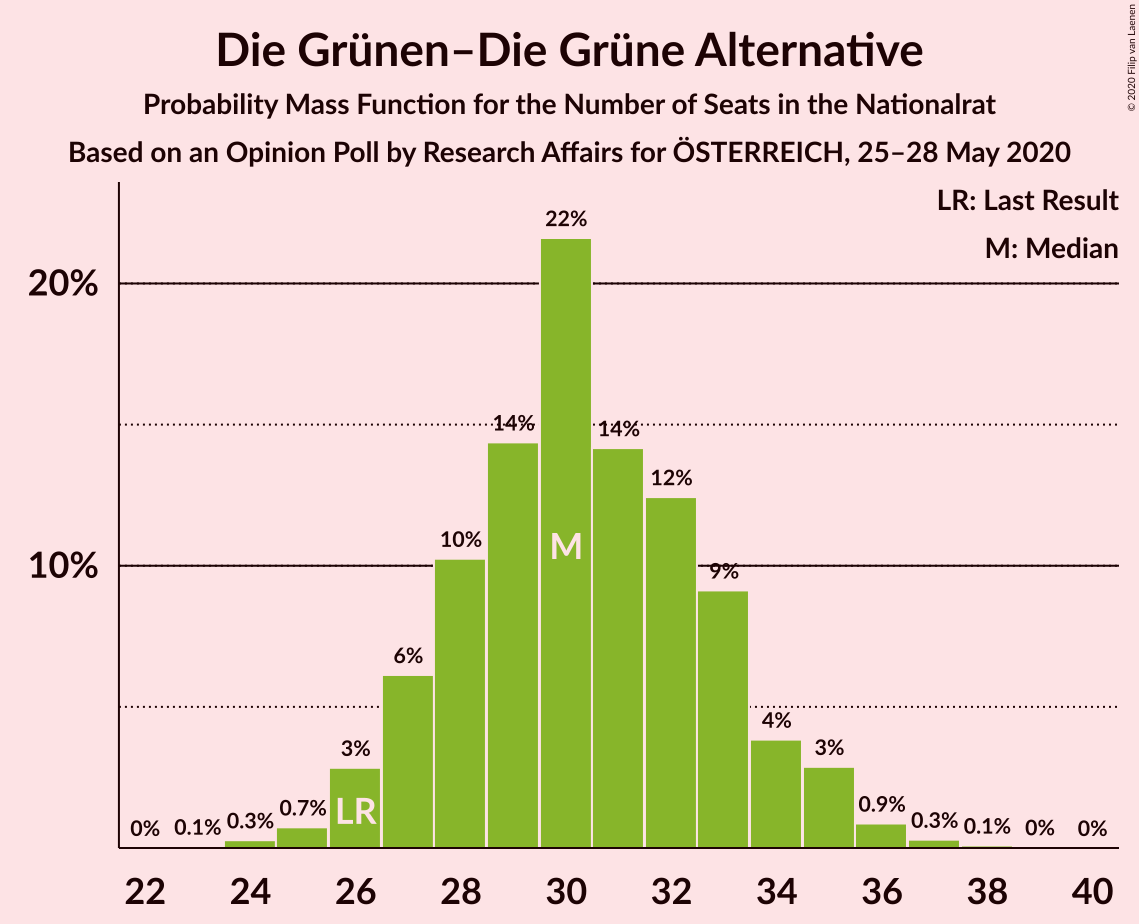 Die Grünen–Die Grüne Alternative
Probability Mass Function for the Number of Seats in the Nationalrat
Based on an Opinion Poll by Research Affairs for ÖSTERREICH, 25–28 May 2020
© 2020 Filip van Laenen
LR: Last Result
M: Median
20%
10%
0%
0.1%
0.3%
0.7%
3%
6%
10%
14%
22%
14%
12%
9%
4%
3%
0.9%
0.3%
0.1%
0%
0%
LR
M
22 24 26 28 30 32 34 36 38 40